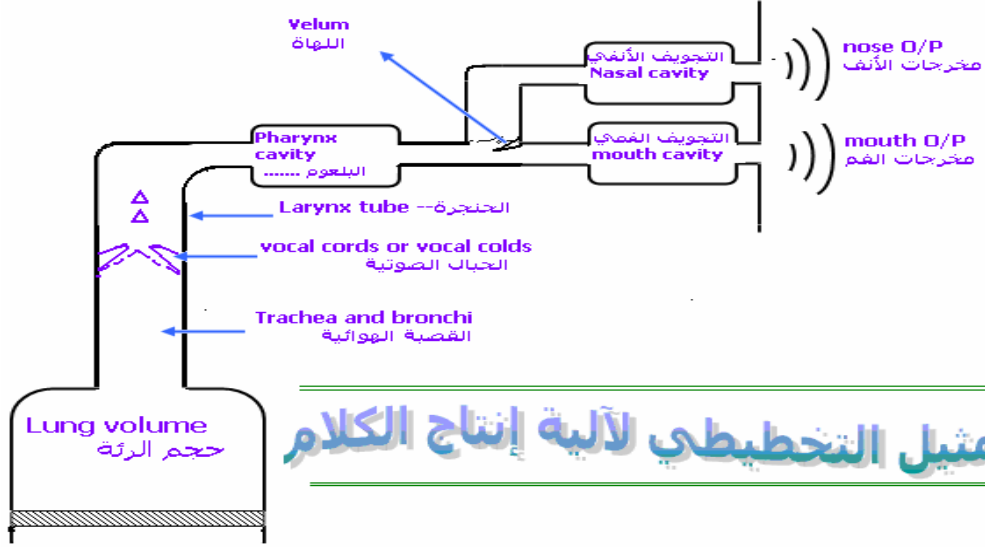 Velum
اللهاة
التجويف الأنفي
Nasal cavity
nose O/P
مخرجات الأنف
Pharynx
cavity
البلعوم .......
التجويف الفمي
mouth cavity
mouth O/P
مخرجات الفم
Larynx tube --الحنجرة
vocal cords or vocal colds
الحبال الصوتية
Trachea and bronchi
القصبة الهوائية
Lung volume
حجم الرئة
التخطيطي لآلية إنتاج الكلام